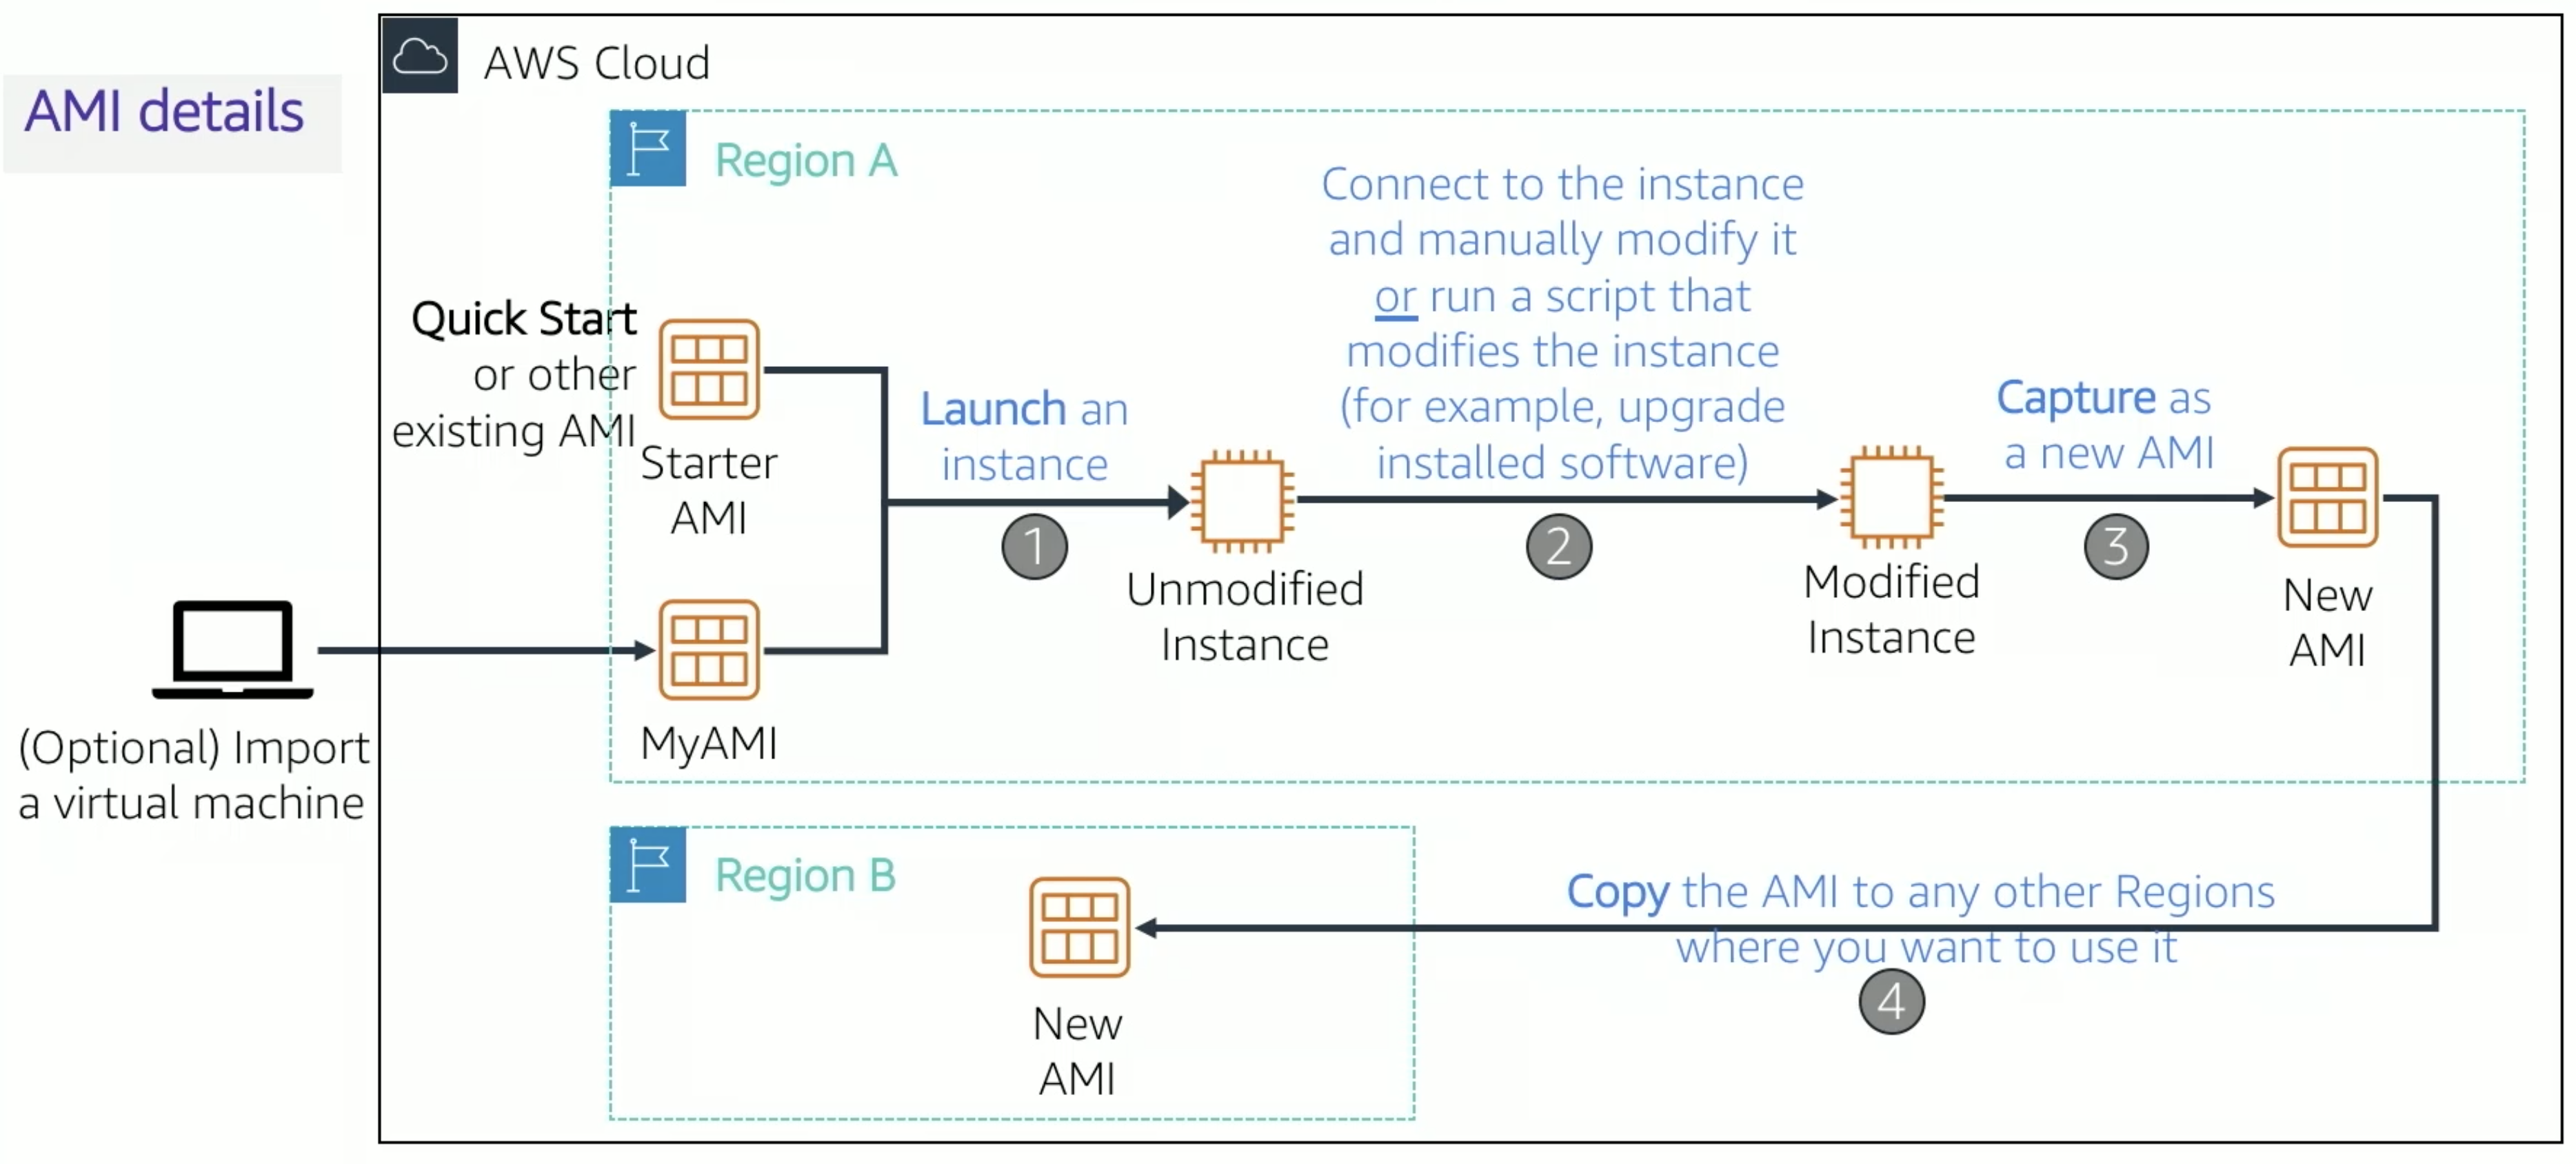 AMI details
AWS Cloud
Region A
Quick Start
or other
existing AMI
Starter
AMI
(Optional) Import
a virtual machine
MyAMI
Launch an
instance
1
Unmodified
Instance
Connect to the instance
and manually modify it
or run a script that
modifies the instance
(for example, upgrade
installed software)
2
Modified
Instance
Capture as
a new AMI
3
New
AMI
Region B
Copy the AMI to any other Regions
where you want to use it
4
New
AMI